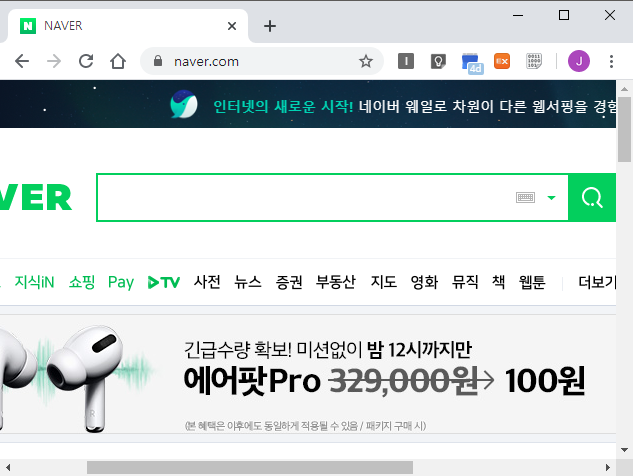 NAVER
naver.com
4d
EX
J
인터넷의 새로운 시작! 네이버 웨일로 차원이 다른 웹서핑을 경험
VER
지식iN 쇼핑 Pay TV 사전 뉴스 증권 부동산 지도 영화 뮤직 책 웹툰 더보기
긴급수량 확보! 미션없이 밤 12시까지만
에어팟Pro 329,000원→ 100원
(본 혜택은 이후에도 동일하게 적용될 수 있음 / 패키지 구매 시)